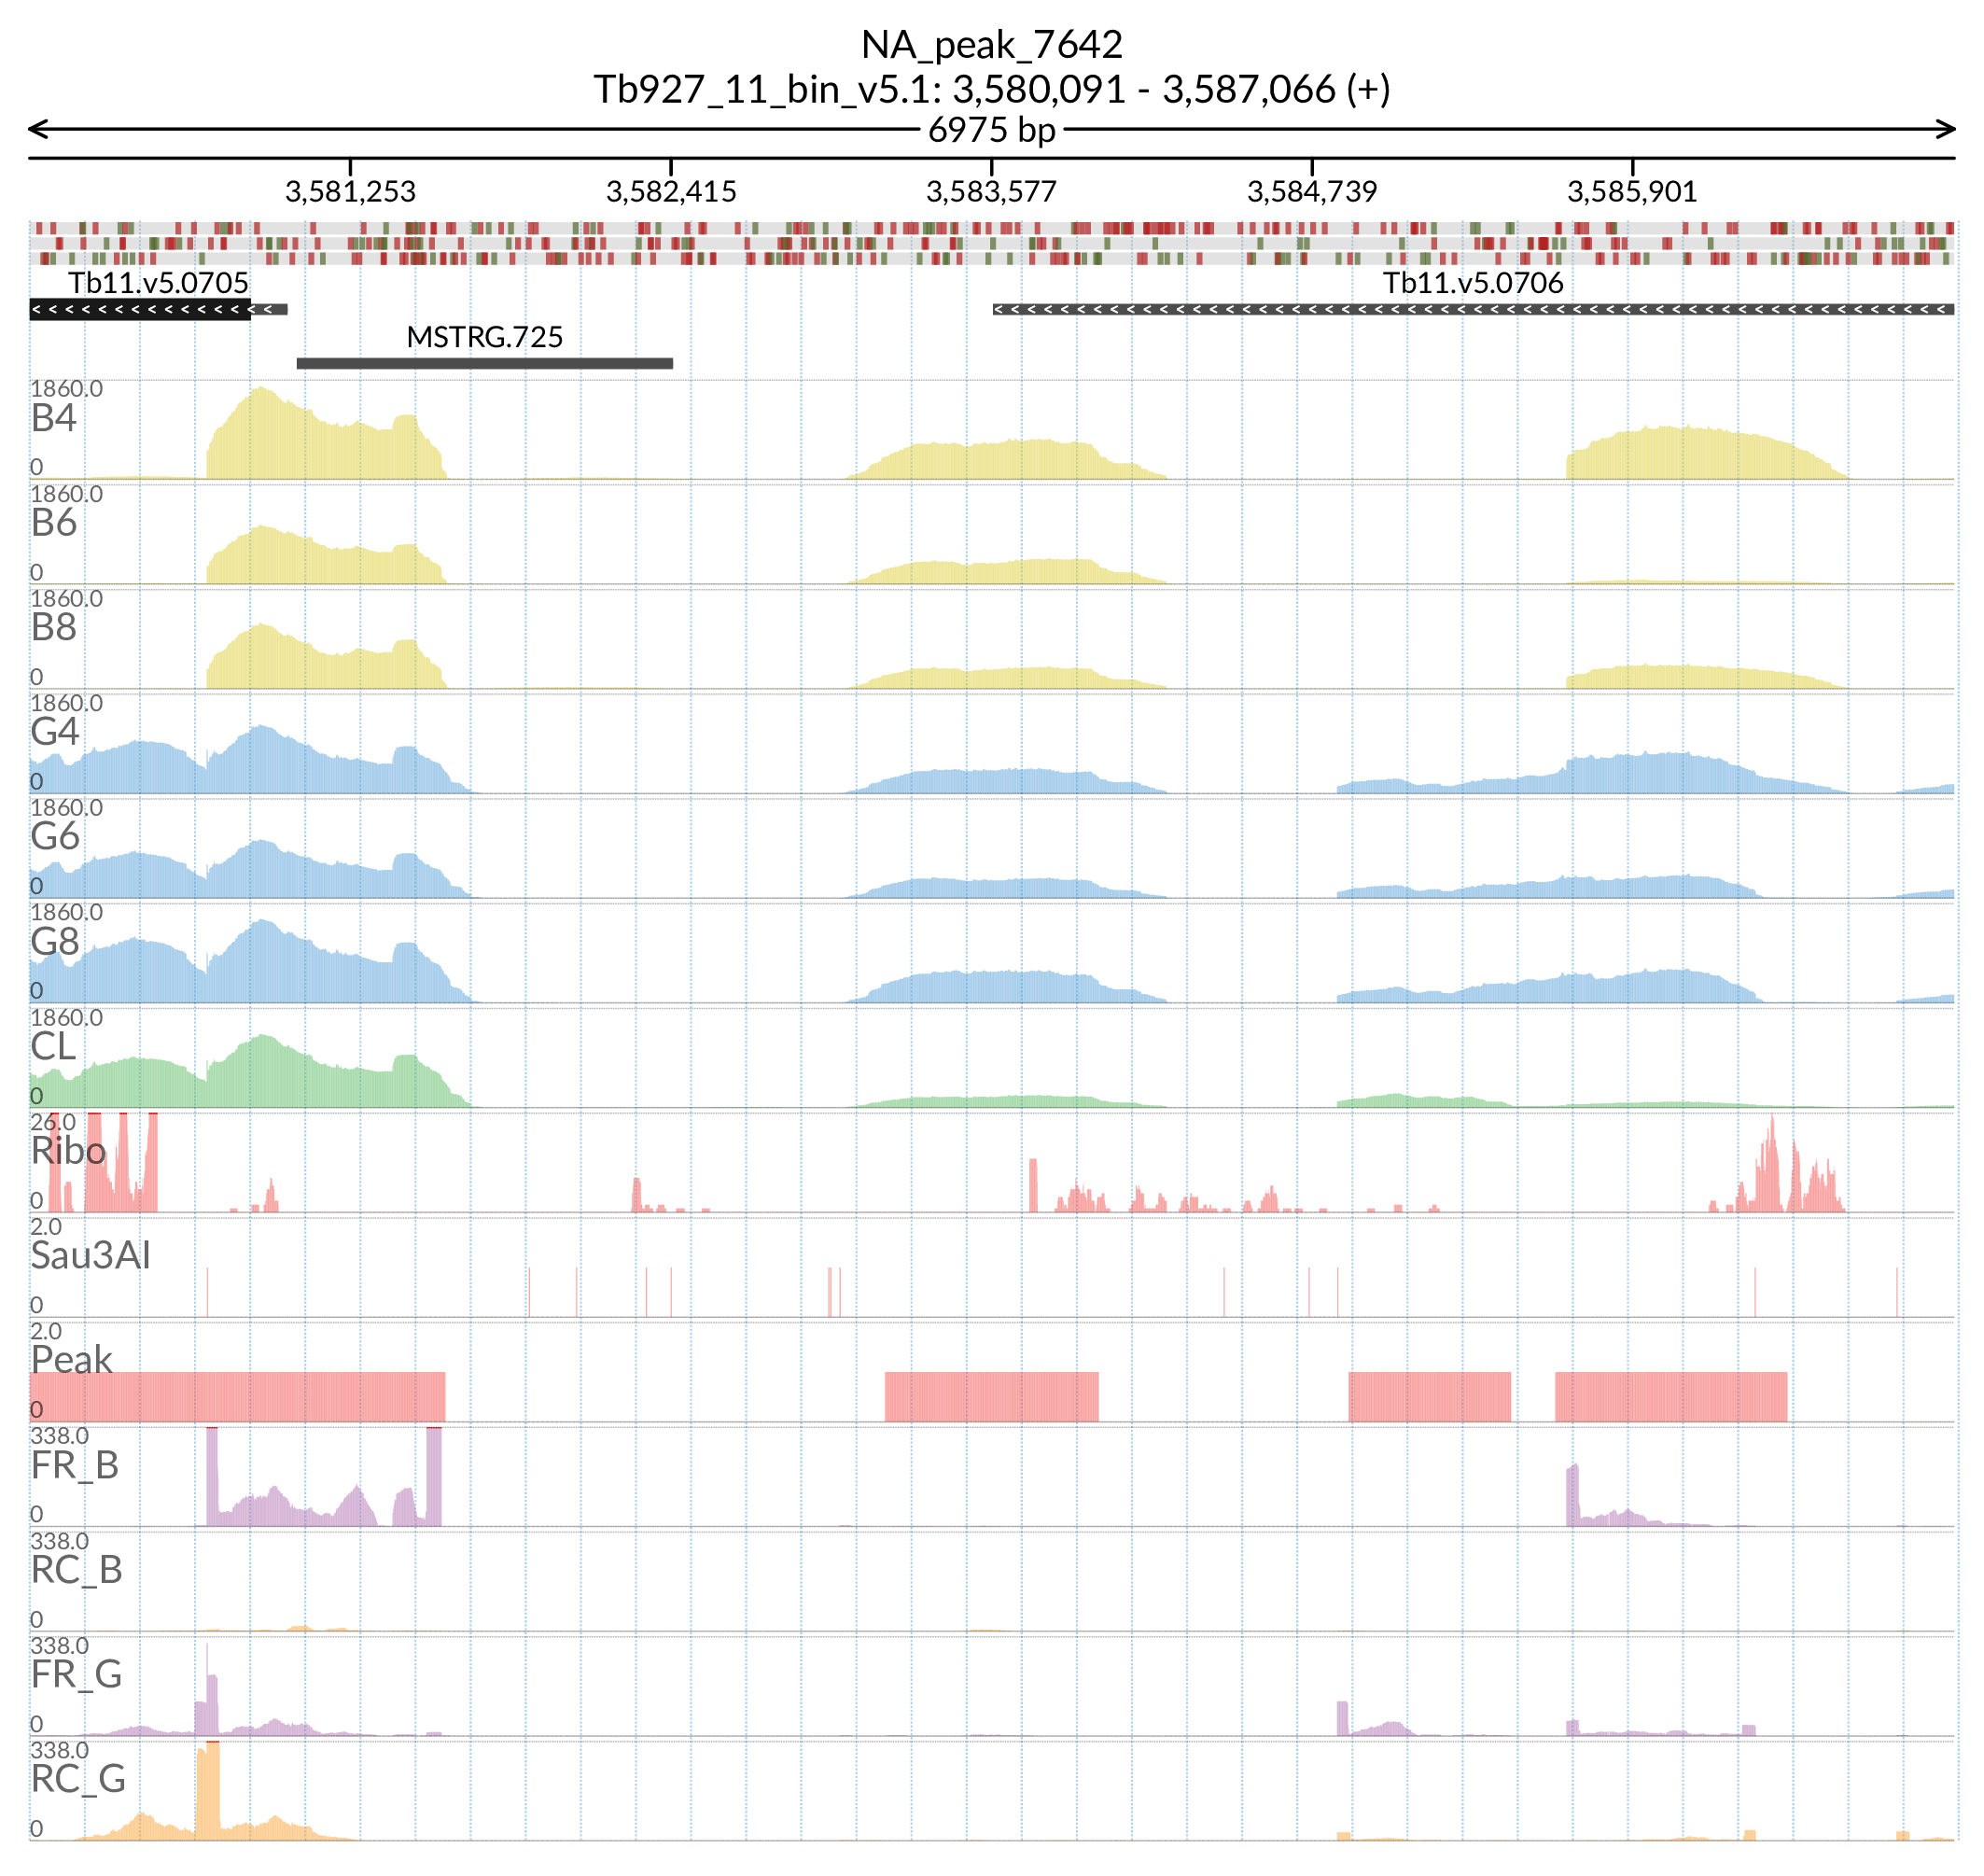 NA_peak_7642
Tb927_11_bin_v5.1: 3,580,091 - 3,587,066 (+)
6975 bp
3,581,253 3,582,415 3,583,577 3,584,739 3,585,901
Tb11.v5.0705 Tb11.v5.0706
MSTRG.725
1860.0
B4
0
1860.0
B6
0
1860.0
B8
0
1860.0
G4
0
1860.0
G6
0
1860.0
G8
0
1860.0
CL
0
26.0
Ribo
0
2.0
Sau3AI
0
2.0
Peak
0
338.0
FR_B
0
338.0
RC_B
0
338.0
FR_G
0
338.0
RC_G
0